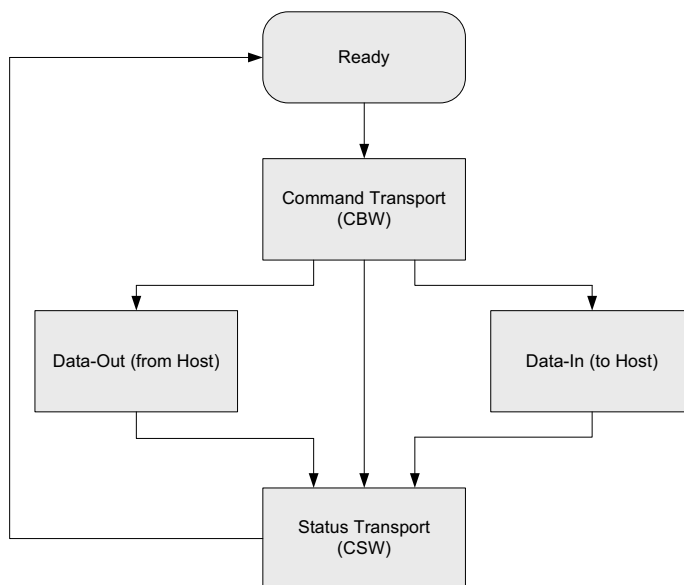 Ready
Command Transport
(CBW)
Data-Out (from Host)
Data-In (to Host)
Status Transport
(CSW)